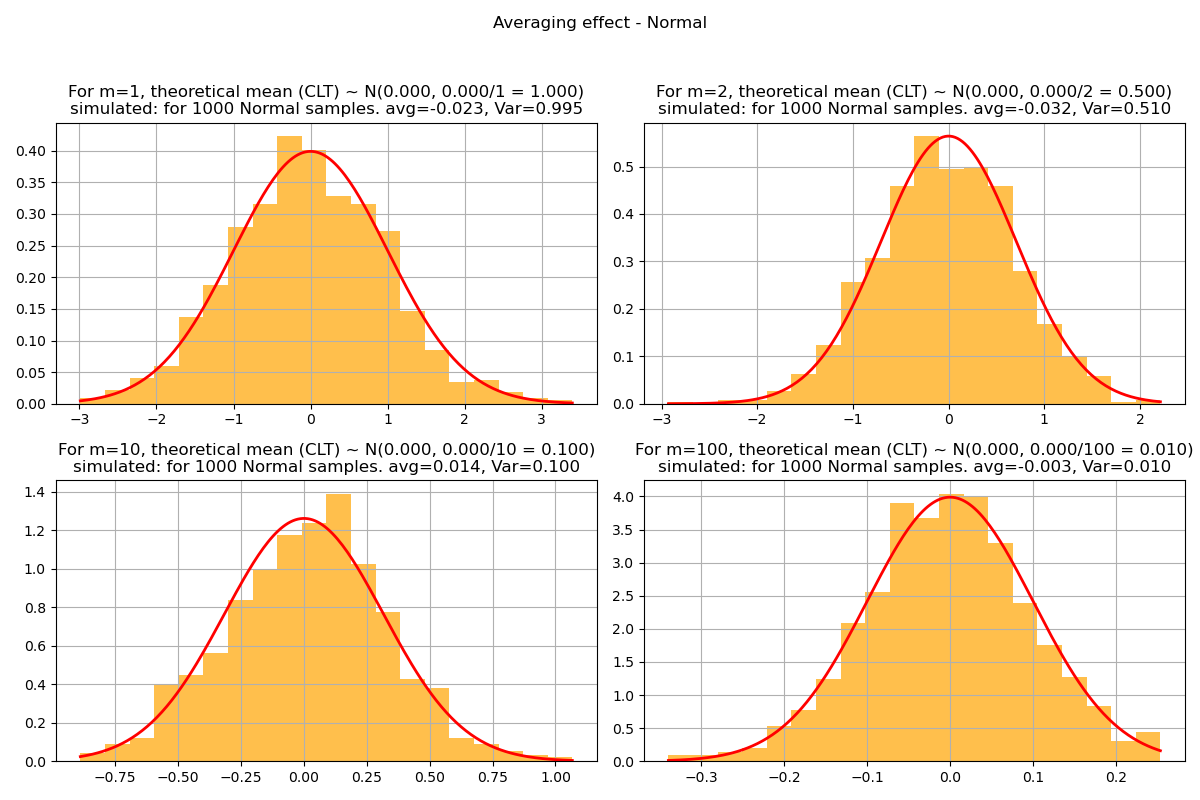 Averaging effect - Normal
For m=1, theoretical mean (CLT) ~ N(0.000, 0.000/1 = 1.000)
simulated: for 1000 Normal samples. avg=-0.023, Var=0.995
0.40
0.35
0.30
0.25
0.20
0.15
0.10
0.05
0.00
−3 −2 −1 0 1 2 3
For m=2, theoretical mean (CLT) ~ N(0.000, 0.000/2 = 0.500)
simulated: for 1000 Normal samples. avg=-0.032, Var=0.510
0.5
0.4
0.3
0.2
0.1
0.0
−3 −2 −1 0 1 2
For m=10, theoretical mean (CLT) ~ N(0.000, 0.000/10 = 0.100)
simulated: for 1000 Normal samples. avg=0.014, Var=0.100
1.4
1.2
1.0
0.8
0.6
0.4
0.2
0.0
−0.75 −0.50 −0.25 0.00 0.25 0.50 0.75 1.00
For m=100, theoretical mean (CLT) ~ N(0.000, 0.000/100 = 0.010)
simulated: for 1000 Normal samples. avg=-0.003, Var=0.010
4.0
3.5
3.0
2.5
2.0
1.5
1.0
0.5
0.0
−0.3 −0.2 −0.1 0.0 0.1 0.2